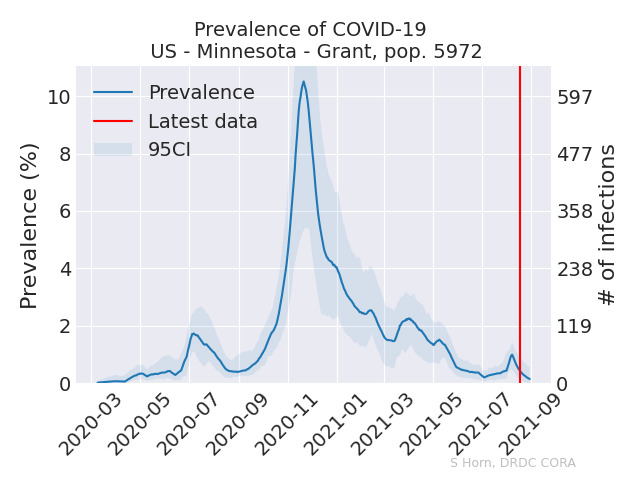 Prevalence of COVID-19
US - Minnesota - Grant, pop. 5972
Prevalence
Latest data
95CI
Prevalence (%)
10
8
6
4
2
0
# of infections
597
477
358
238
119
0
2020-03
2020-05
2020-07
2020-09
2020-11
2021-01
2021-03
2021-05
2021-07
2021-09
S Horn, DRDC CORA